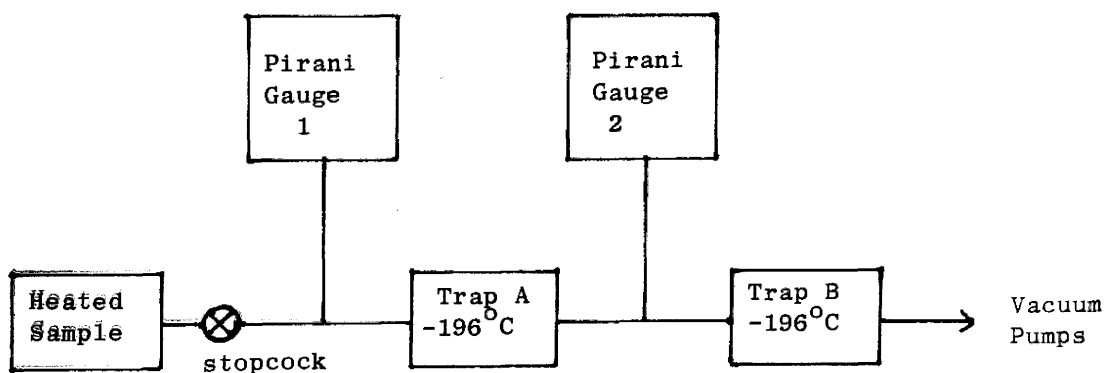 Pirani
Gauge
1
Pirani
Gauge
2
Heated
Sample
stopcock
Trap A
-196°C
Trap B
-196°C
Vacuum
Pumps